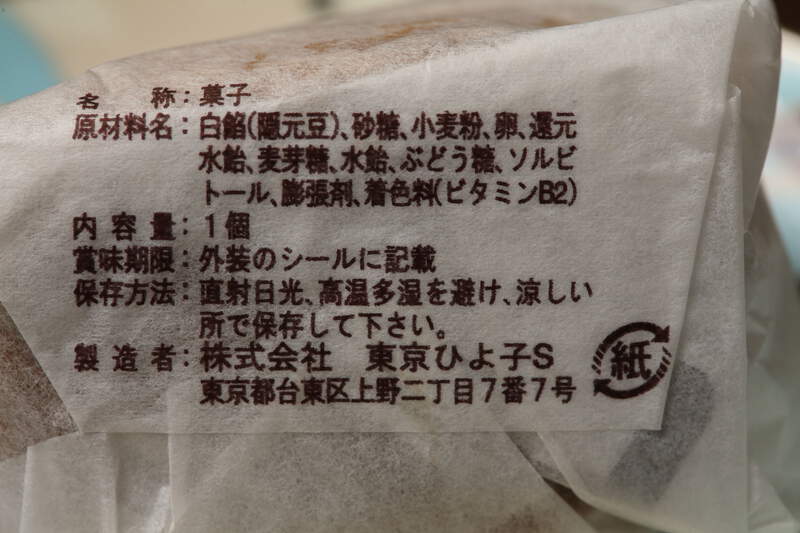 名称：菓子
原材料名：白餡(隠元豆)、砂糖、小麦粉、卵、還元
水飴、麦芽糖、水飴、ぶどう糖、ソルビ
トール、膨張剤、着色料(ビタミンB2)
内容量：1個
賞味期限：外装のシールに記載
保存方法：直射日光、高温多湿を避け、涼しい
所で保存して下さい。
製造者：株式会社　東京ひよ子S
東京都台東区上野二丁目7番7号
紙